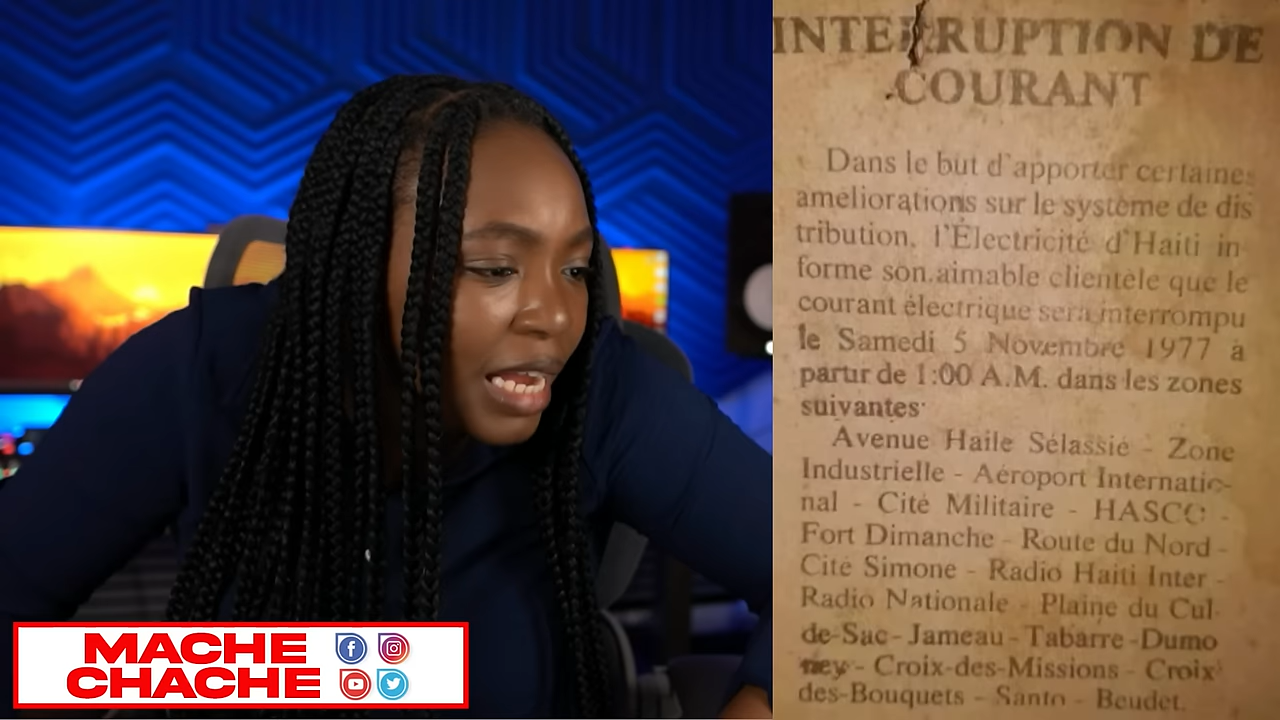 INTERRUPTION DE
COURANT
Dans le but d'apporter certaines
améliorations sur le système de dis
tribution, l'Électricité d'Haiti in-
forme son aimable clientèle que le
courant électrique sera interrompu
le Samedi 5 Novembre 1977 à
partir de 1:00 A.M. dans les zones
suivantes:
Avenue Haile Sélassié - Zone
Industrielle - Aéroport Internatio-
nal - Cité Militaire - HASCO -
Fort Dimanche - Route du Nord -
Cité Simone - Radio Haiti Inter -
Radio Nationale - Plaine du Cul-
de-Sac - Jameau - Tabarre - Dumo
ney - Croix-des-Missions - Croix
des-Bouquets - Santo - Beudet.
MACHE
CHACHE